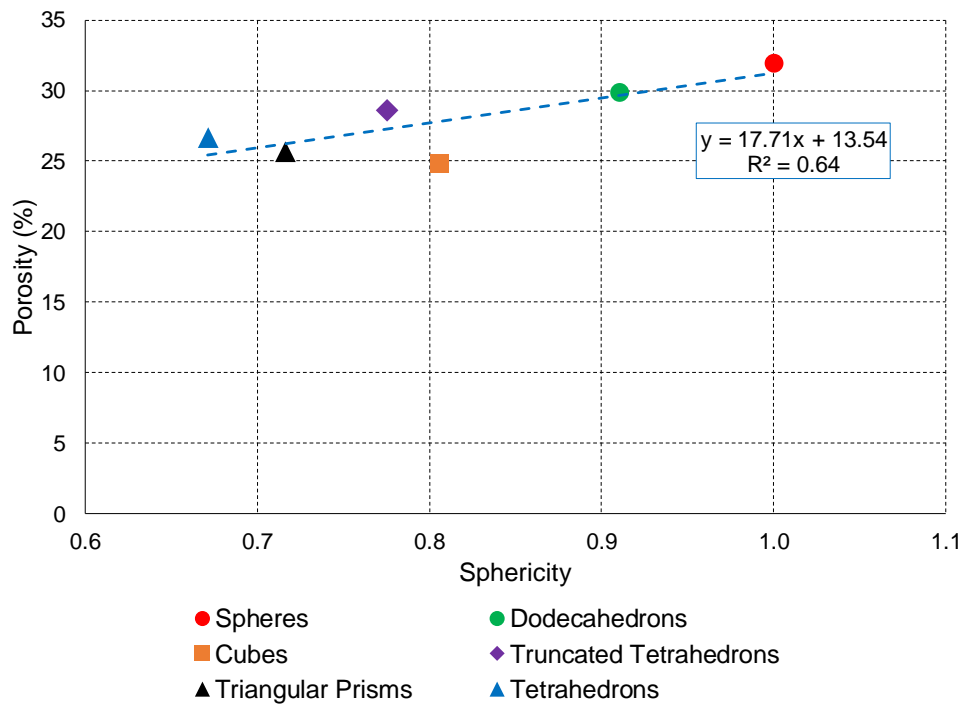 35
30
25
20
15
10
5
0
Porosity (%)
y = 17.71x + 13.54
R² = 0.64
0.6 0.7 0.8 0.9 1.0 1.1
Sphericity
Spheres Dodecahedrons
Cubes Truncated Tetrahedrons
Triangular Prisms Tetrahedrons